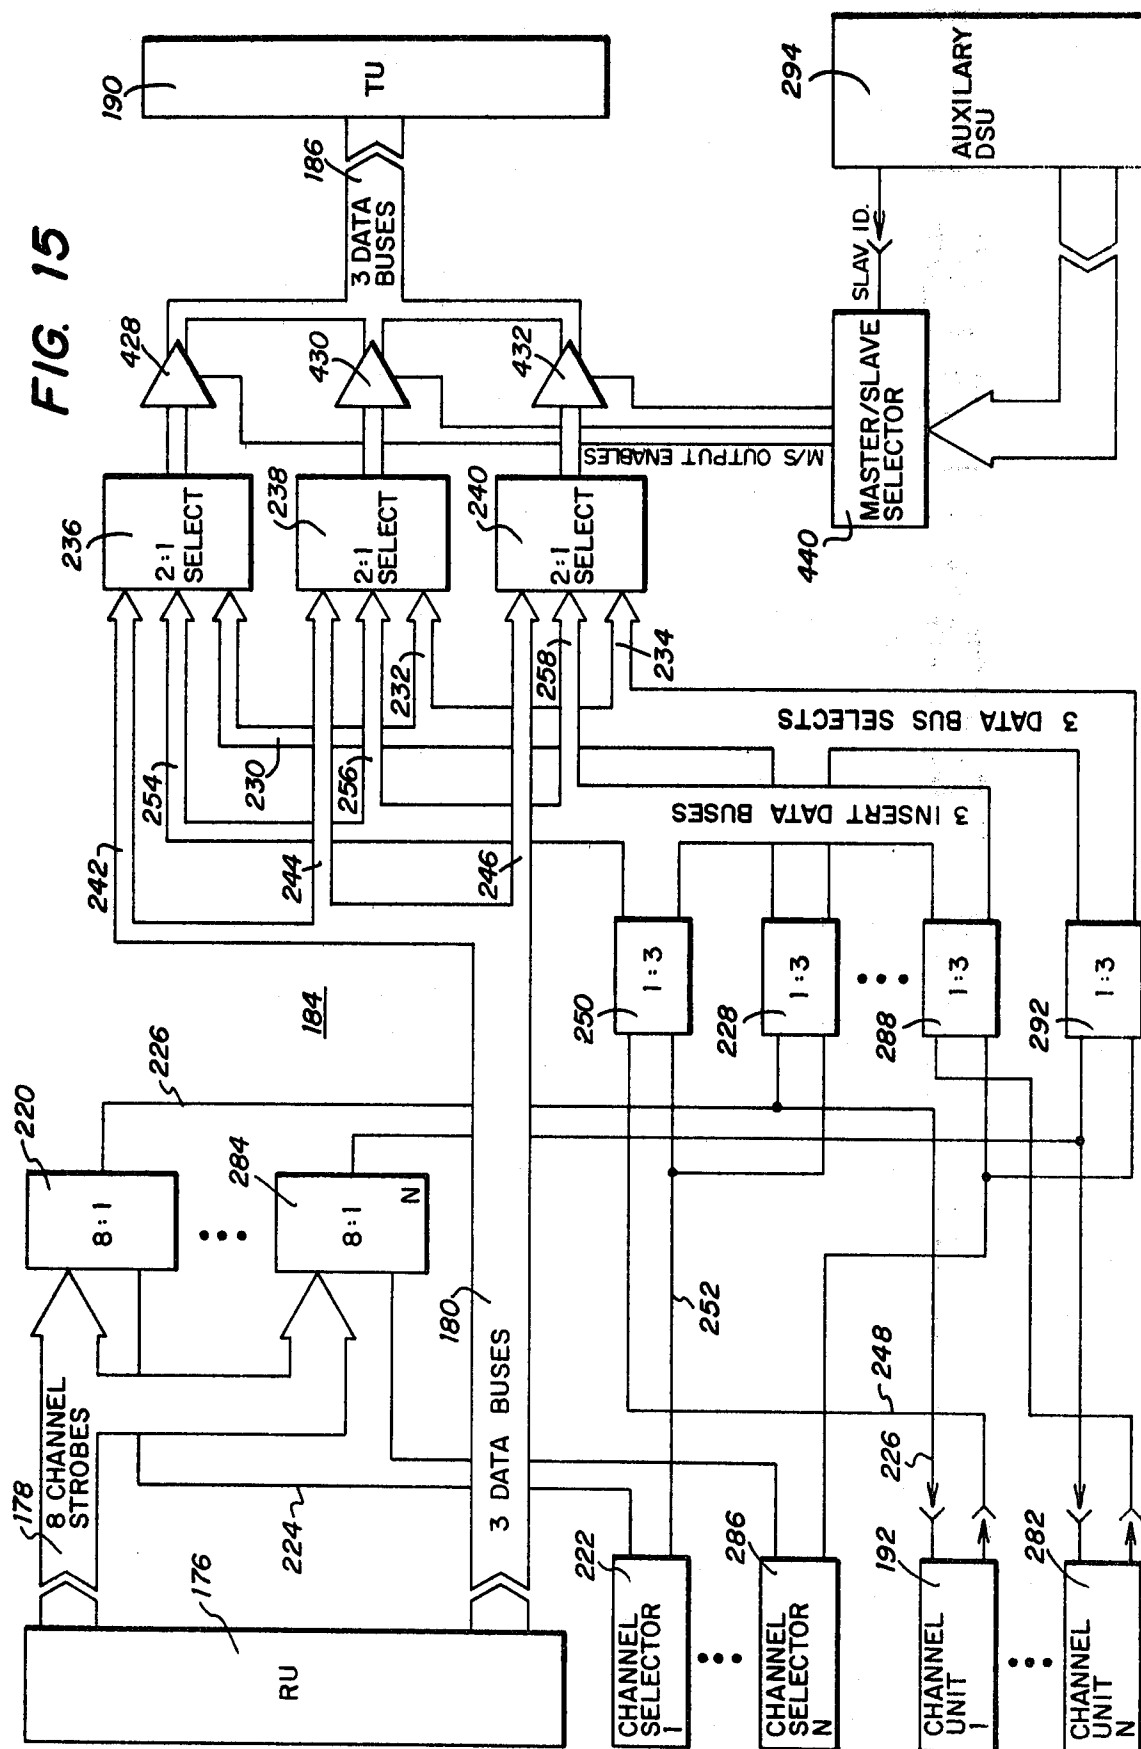 FIG. 15
190
TU
186
3 DATA
BUSES
428
430
432
294
AUXILARY
DSU
SLAV ID.
MASTER/SLAVE
SELECTOR
440
M/S OUTPUT ENABLES
236
2:1
SELECT
238
2:1
SELECT
240
2:1
SELECT
242
254
230
244
256
232
246
258
234
3 DATA BUS SELECTS
3 INSERT DATA BUSES
184
226
220
8:1
284
8:1
N
250
1:3
228
1:3
288
1:3
292
1:3
180
3 DATA BUSES
252
248
226
178
8 CHANNEL
STROBES
224
176
RU
222
CHANNEL
SELECTOR
1
286
CHANNEL
SELECTOR
N
192
CHANNEL
UNIT
1
282
CHANNEL
UNIT
N